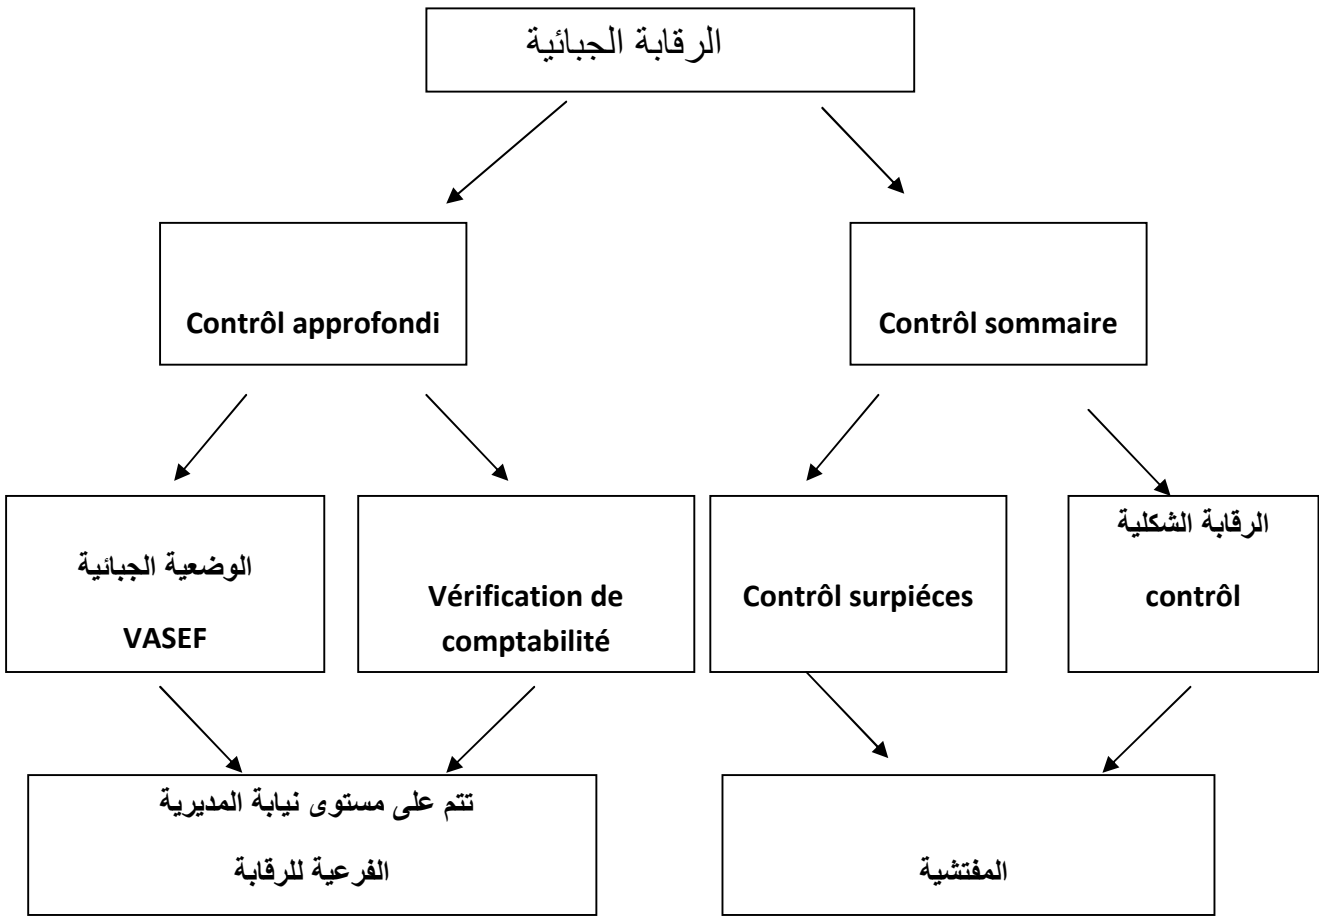 الرقابة الجبائية
Contrôl approfondi
Contrôl sommaire
الوضعية الجبائية
VASEF
Vérification de
comptabilité
Contrôl surpiéces
الرقابة الشكلية
contrôl
تتم على مستوى نيابة المديرية
الفرعية للرقابة
المفتشية